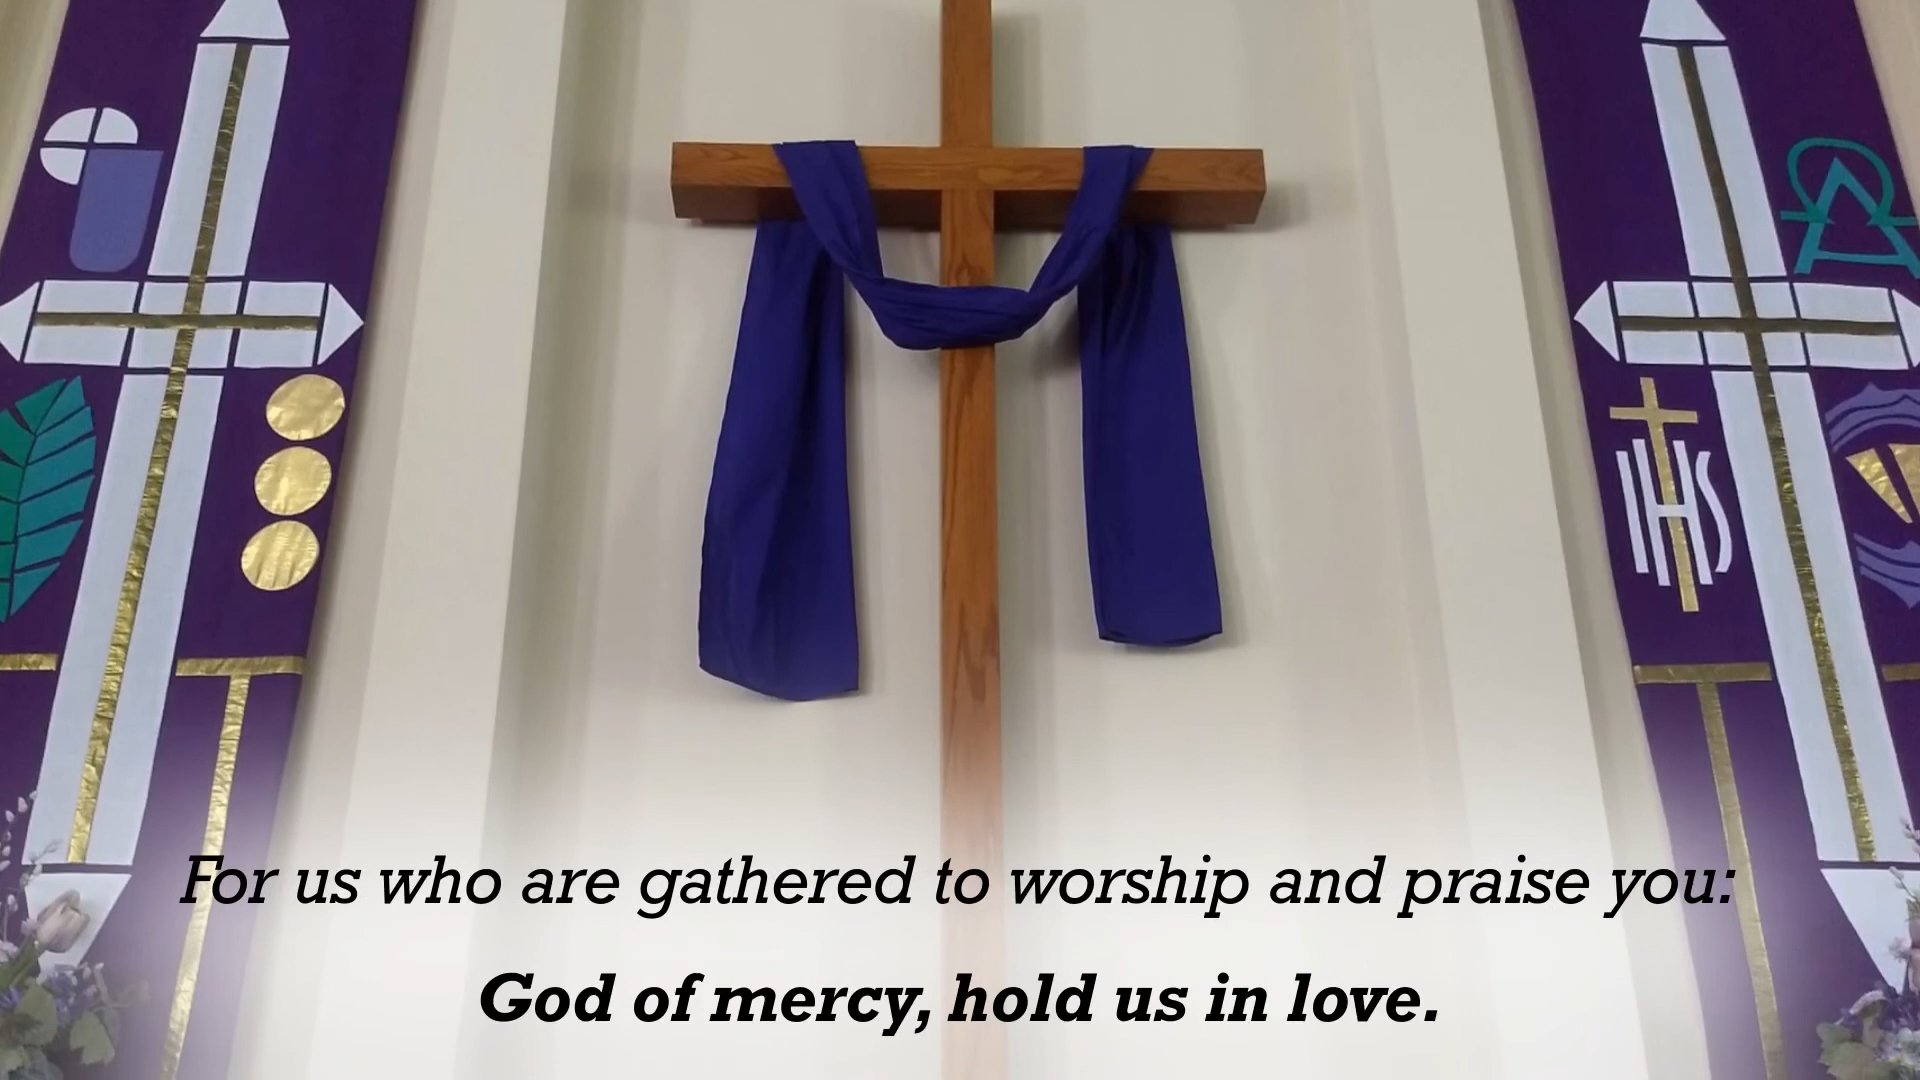 IHS
For us who are gathered to worship and praise you:
God of mercy, hold us in love.